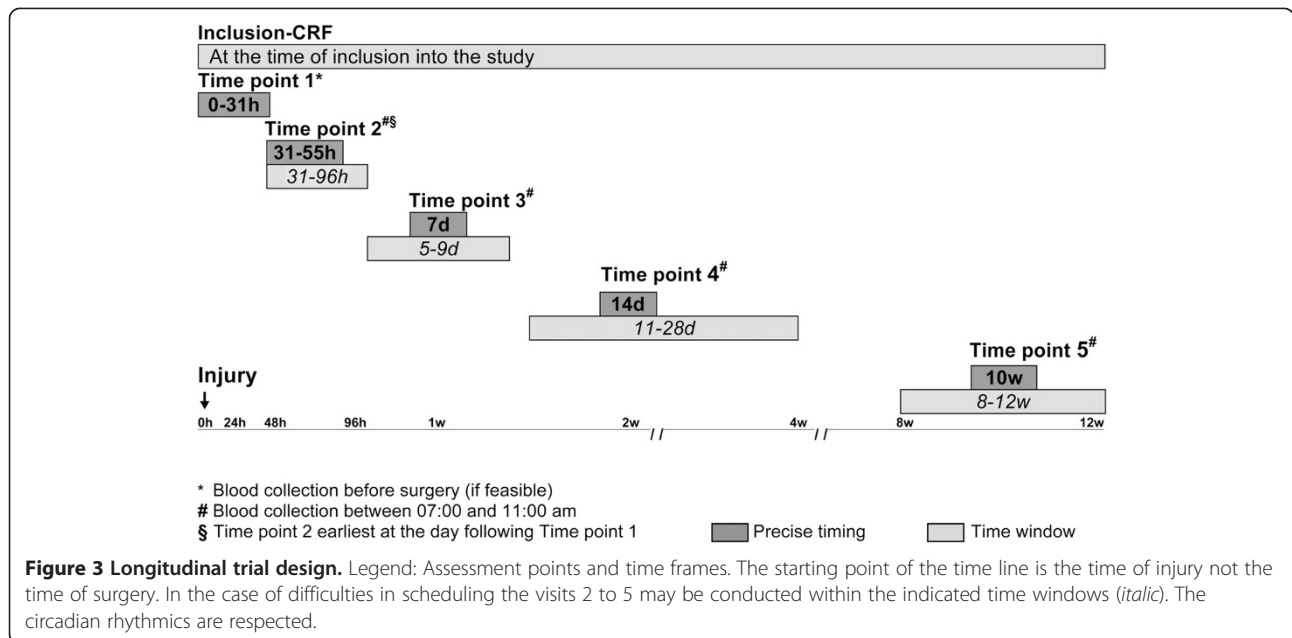 Inclusion-CRF
At the time of inclusion into the study
Time point 1*
0-31h
Time point 2#§
31-55h
31-96h
Time point 3#
7d
5-9d
Time point 4#
14d
11-28d
Time point 5#
10w
8-12w
Injury
0h 24h 48h 96h 1w 2w // 4w // 8w 12w
* Blood collection before surgery (if feasible)
# Blood collection between 07:00 and 11:00 am
§ Time point 2 earliest at the day following Time point 1 Precise timing Time window
Figure 3 Longitudinal trial design. Legend: Assessment points and time frames. The starting point of the time line is the time of injury not the
time of surgery. In the case of difficulties in scheduling the visits 2 to 5 may be conducted within the indicated time windows (italic). The
circadian rhythmics are respected.